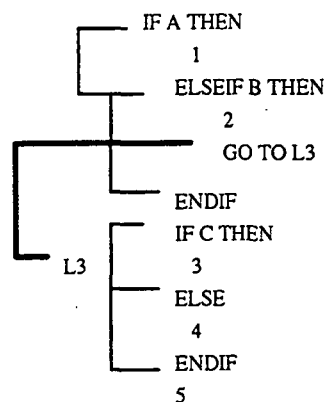 IF A THEN
1
ELSEIF B THEN
2
GO TO L3
ENDIF
IF C THEN
L3 3
ELSE
4
ENDIF
5